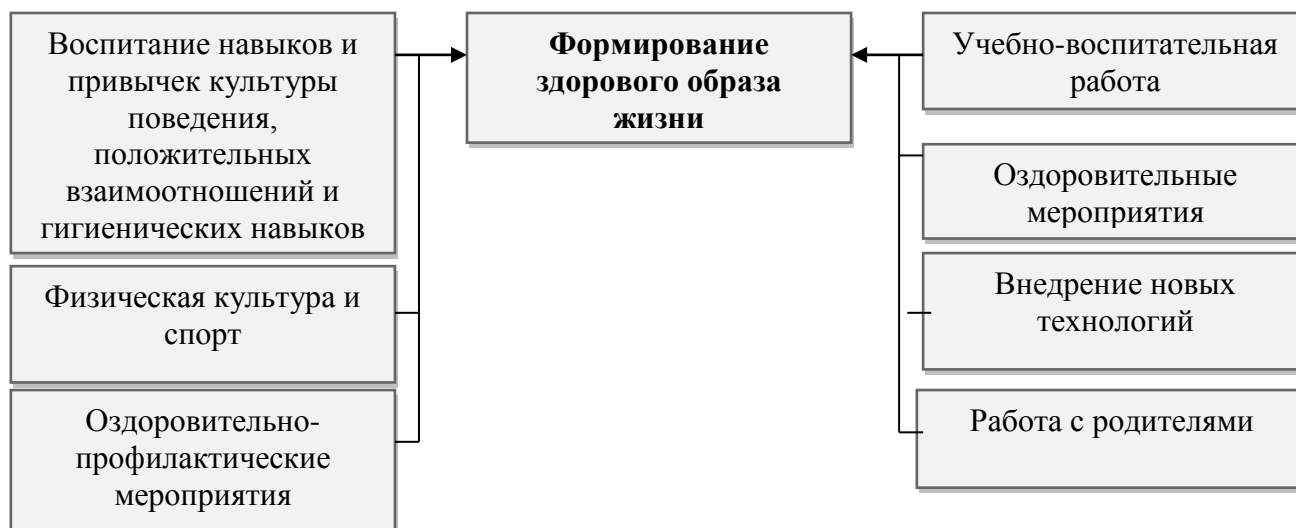 Воспитание навыков и
привычек культуры
поведения,
положительных
взаимоотношений и
гигиенических навыков
Физическая культура и
спорт
Оздоровительно-
профилактические
мероприятия
Формирование
здорового образа
жизни
Учебно-воспитательная
работа
Оздоровительные
мероприятия
Внедрение новых
технологий
Работа с родителями